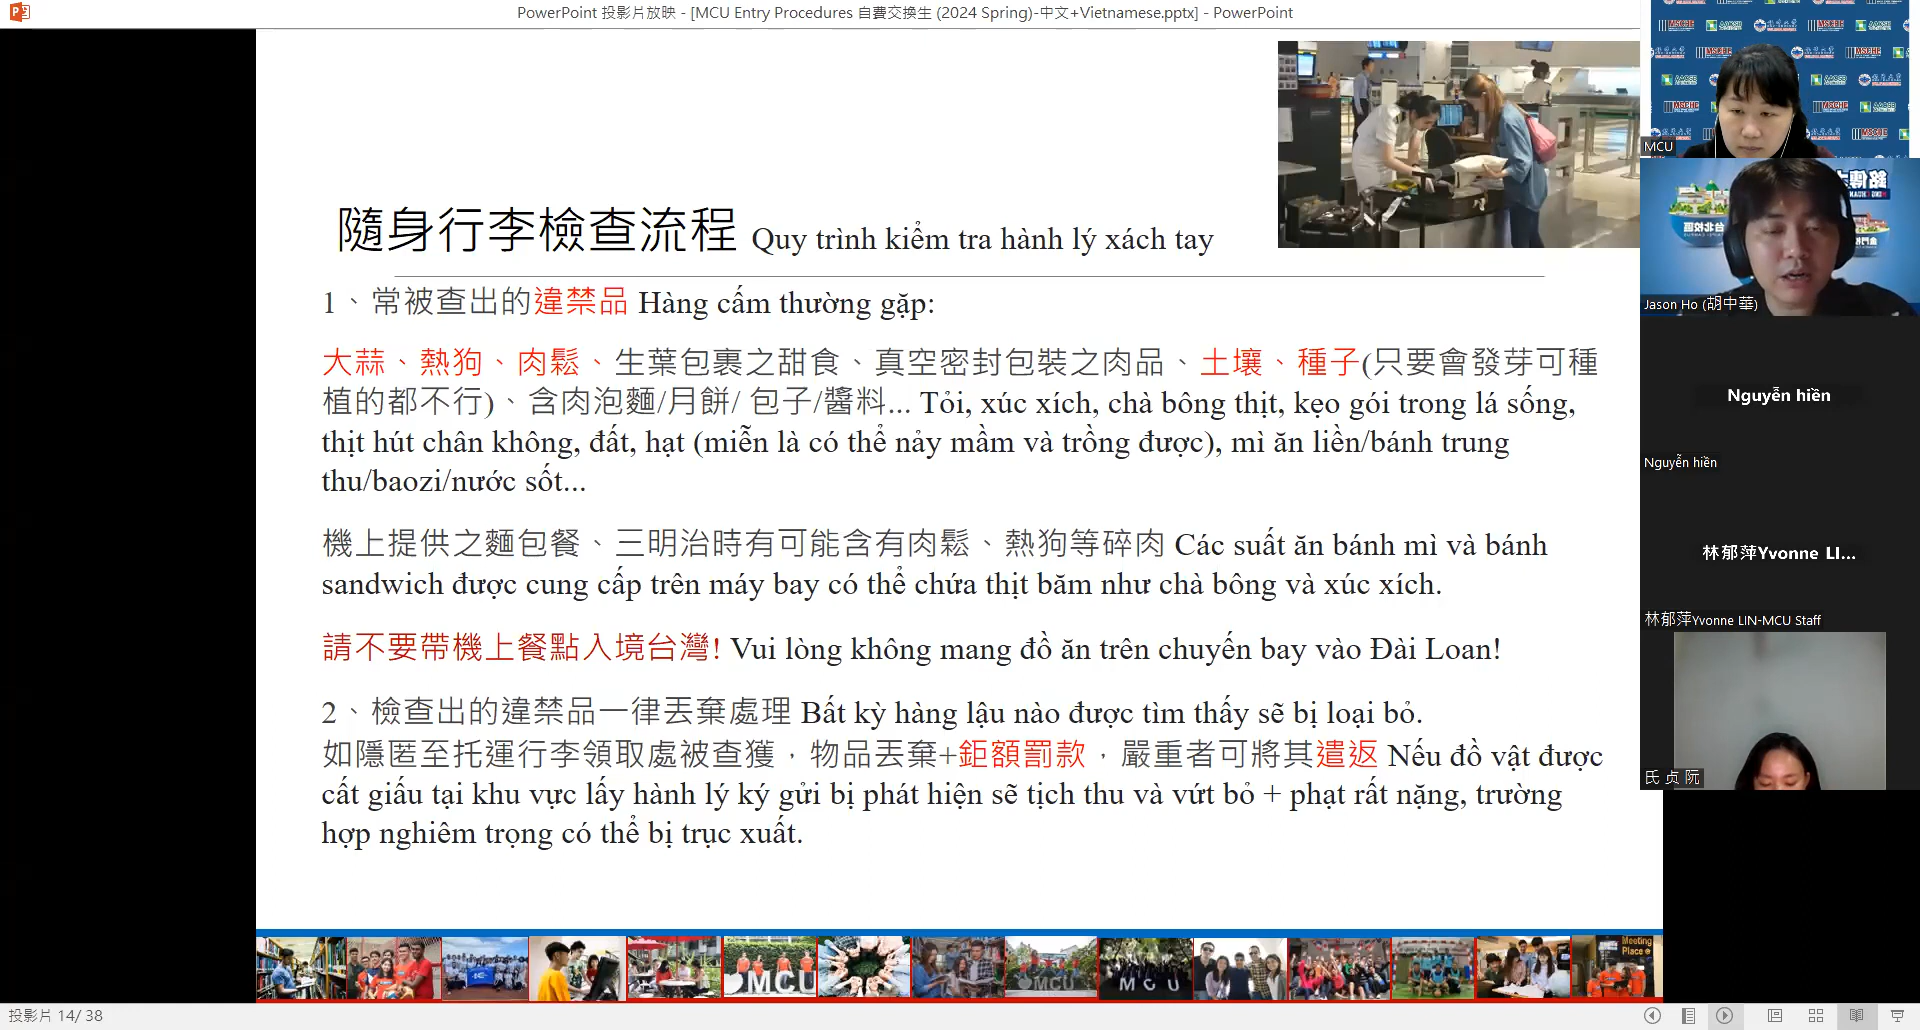 PowerPoint 投影片放映 - [MCU Entry Procedures 自費交換生 (2024 Spring)-中文+Vietnamese.pptx] - PowerPoint
隨身行李檢查流程 Quy trình kiểm tra hành lý xách tay
1、常被查出的違禁品 Hàng cấm thường gặp:
大蒜、熱狗、肉鬆、生葉包裹之甜食、真空密封包裝之肉品、土壤、種子(只要會發芽可種
植的都不行)、含肉泡麵/月餅/ 包子/醬料... Tỏi, xúc xích, chà bông thịt, kẹo gói trong lá sống,
thịt hút chân không, đất, hạt (miễn là có thể nảy mầm và trồng được), mì ăn liền/bánh trung
thu/baozi/nước sốt...
機上提供之麵包餐、三明治時有可能含有肉鬆、熱狗等碎肉 Các suất ăn bánh mì và bánh
sandwich được cung cấp trên máy bay có thể chứa thịt băm như chà bông và xúc xích.
請不要帶機上餐點入境台灣! Vui lòng không mang đồ ăn trên chuyến bay vào Đài Loan!
2、檢查出的違禁品一律丟棄處理 Bất kỳ hàng lậu nào được tìm thấy sẽ bị loại bỏ.
如隱匿至托運行李領取處被查獲，物品丟棄+鉅額罰款，嚴重者可將其遣返 Nếu đồ vật được
cất giấu tại khu vực lấy hành lý ký gửi bị phát hiện sẽ tịch thu và vứt bỏ + phạt rất nặng, trường
hợp nghiêm trọng có thể bị trục xuất.
MCU
Jason Ho (胡中華)
Nguyễn hiền
Nguyễn hiền
林郁萍Yvonne LI...
林郁萍Yvonne LIN-MCU Staff
氏 贞 阮
MCU
MCU
MCU
Meeting
Place
投影片 14/ 38